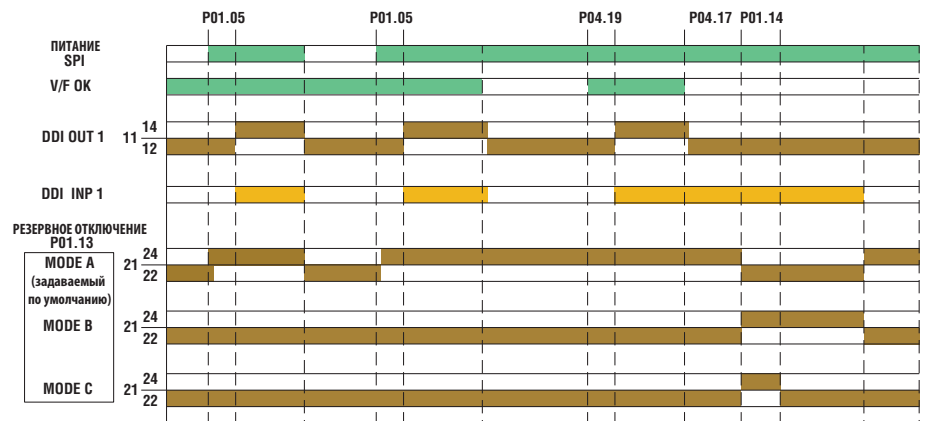 P01.05 P01.05 P04.19 P04.17 P01.14
ПИТАНИЕ
SPI
V/F OK
DDI OUT 1 11 14
12
DDI INP 1
РЕЗЕРВНОЕ ОТКЛЮЧЕНИЕ
P01.13
MODE A 21 24
22
(задаваемый
по умолчанию)
MODE B 21 24
22
MODE C 21 24
22